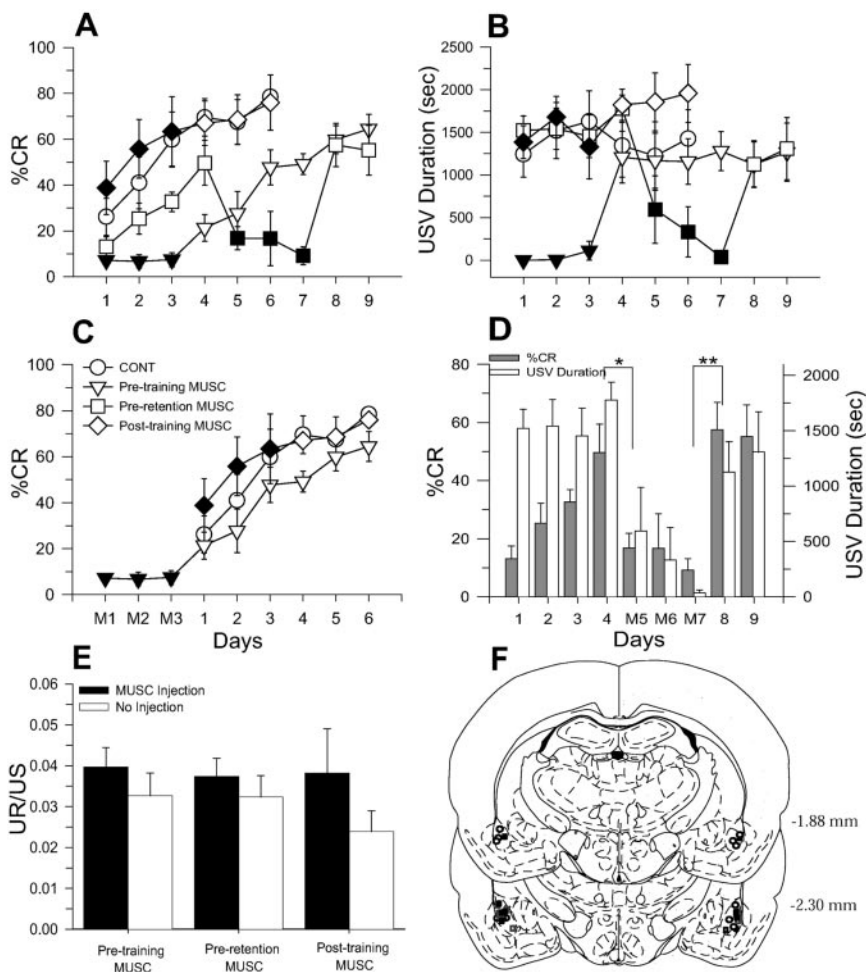 A
%CR
100
80
60
40
20
0
1 2 3 4 5 6 7 8 9
B
USV Duration (sec)
2500
2000
1500
1000
500
0
1 2 3 4 5 6 7 8 9
C
%CR
100
80
60
40
20
0
CONT
Pre-training MUSC
Pre-retention MUSC
Post-training MUSC
M1 M2 M3 1 2 3 4 5 6
Days
D
%CR
USV Duration
* **
%CR
80
60
40
20
0
USV Duration (sec)
2000
1500
1000
500
0
1 2 3 4 M5 M6 M7 8 9
Days
E
UR/US
0.06
0.05
0.04
0.03
0.02
0.01
0.00
MUSC Injection
No Injection
Pre-training
MUSC
Pre-retention
MUSC
Post-training
MUSC
F
-1.88 mm
-2.30 mm